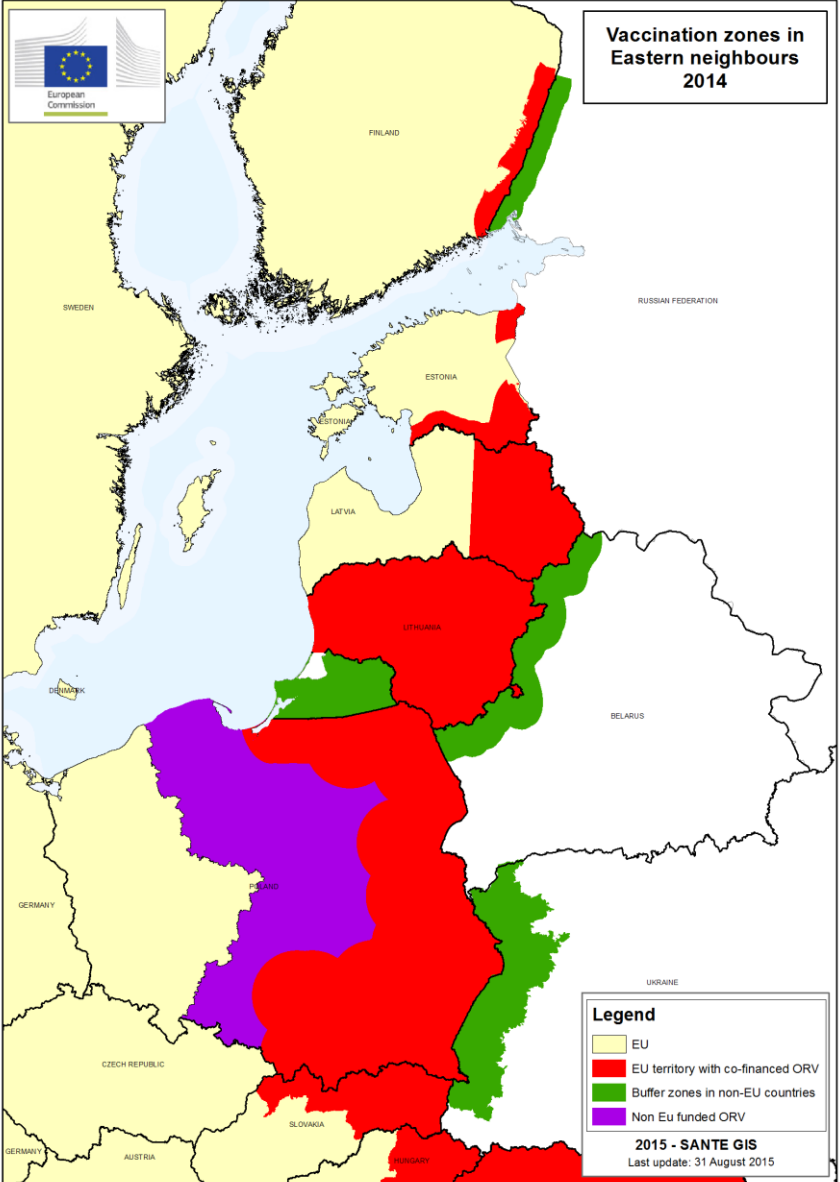 European
Commission
Vaccination zones in
Eastern neighbours
2014
FINLAND
SWEDEN
RUSSIAN FEDERATION
ESTONIA
ESTONIA
LATVIA
LITHUANIA
DENMARK
BELARUS
POLAND
GERMANY
UKRAINE
CZECH REPUBLIC
SLOVAKIA
GERMANY
AUSTRIA
HUNGARY
Legend
EU
EU territory with co-financed ORV
Buffer zones in non-EU countries
Non Eu funded ORV
2015 - SANTE GIS
Last update: 31 August 2015